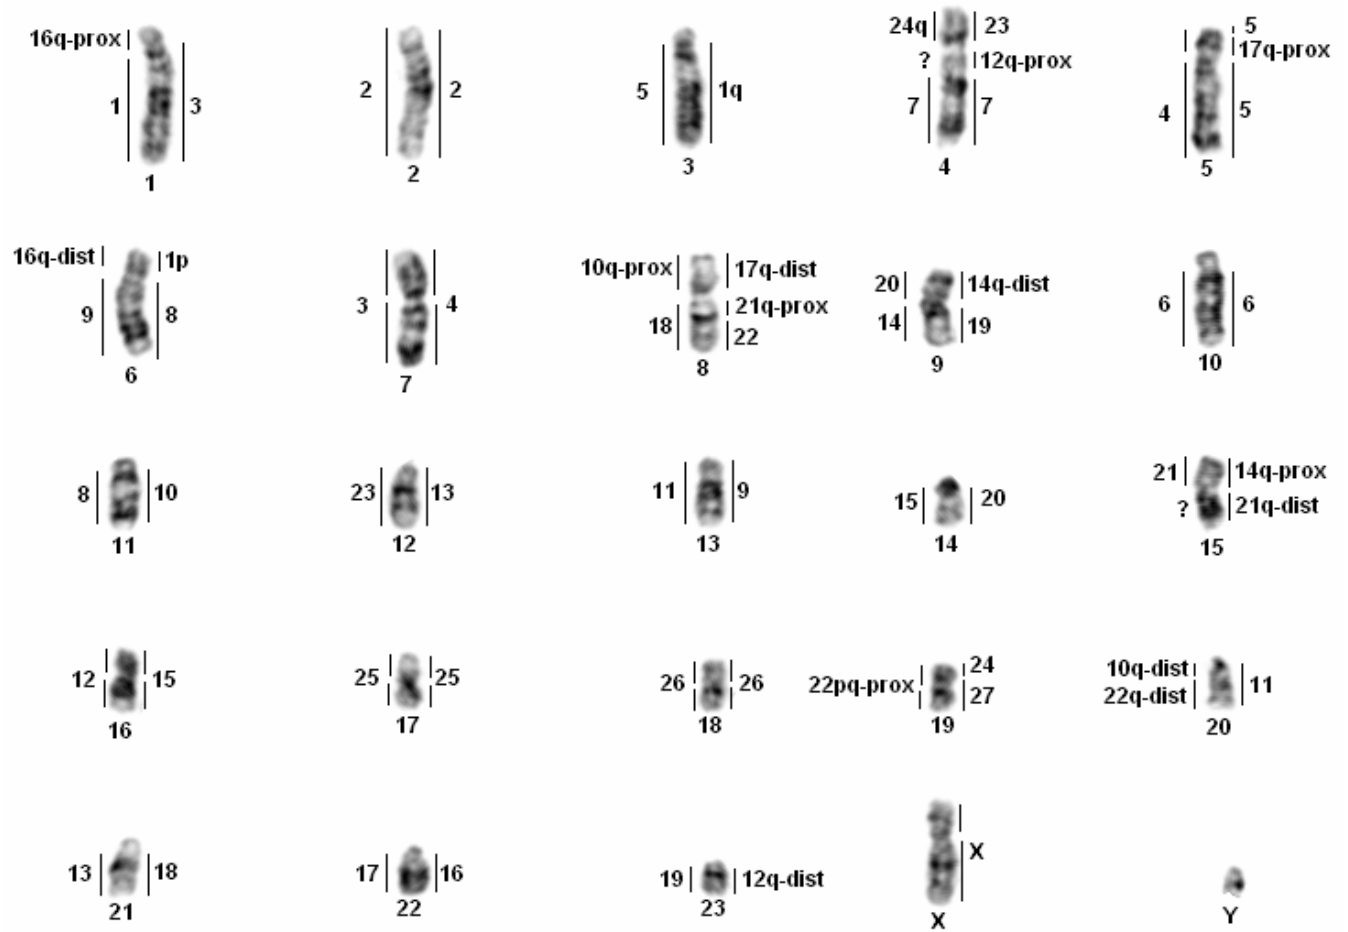 16q-prox
1 3
1
2 2
2
5 1q
3
24q 23
? 12q-prox
7 7
4
5
17q-prox
4 5
5
16q-dist 1p
9 8
6
3 4
7
10q-prox 17q-dist
21q-prox
18 22
8
20 14q-dist
14 19
9
6 6
10
8 10
11
23 13
12
11 9
13
15 20
14
21 14q-prox
? 21q-dist
15
12 15
16
25 25
17
26 26
18
24
22pq-prox 27
19
10q-dist 11
22q-dist
20
13 18
21
17 16
22
19 12q-dist
23
X
X
Y